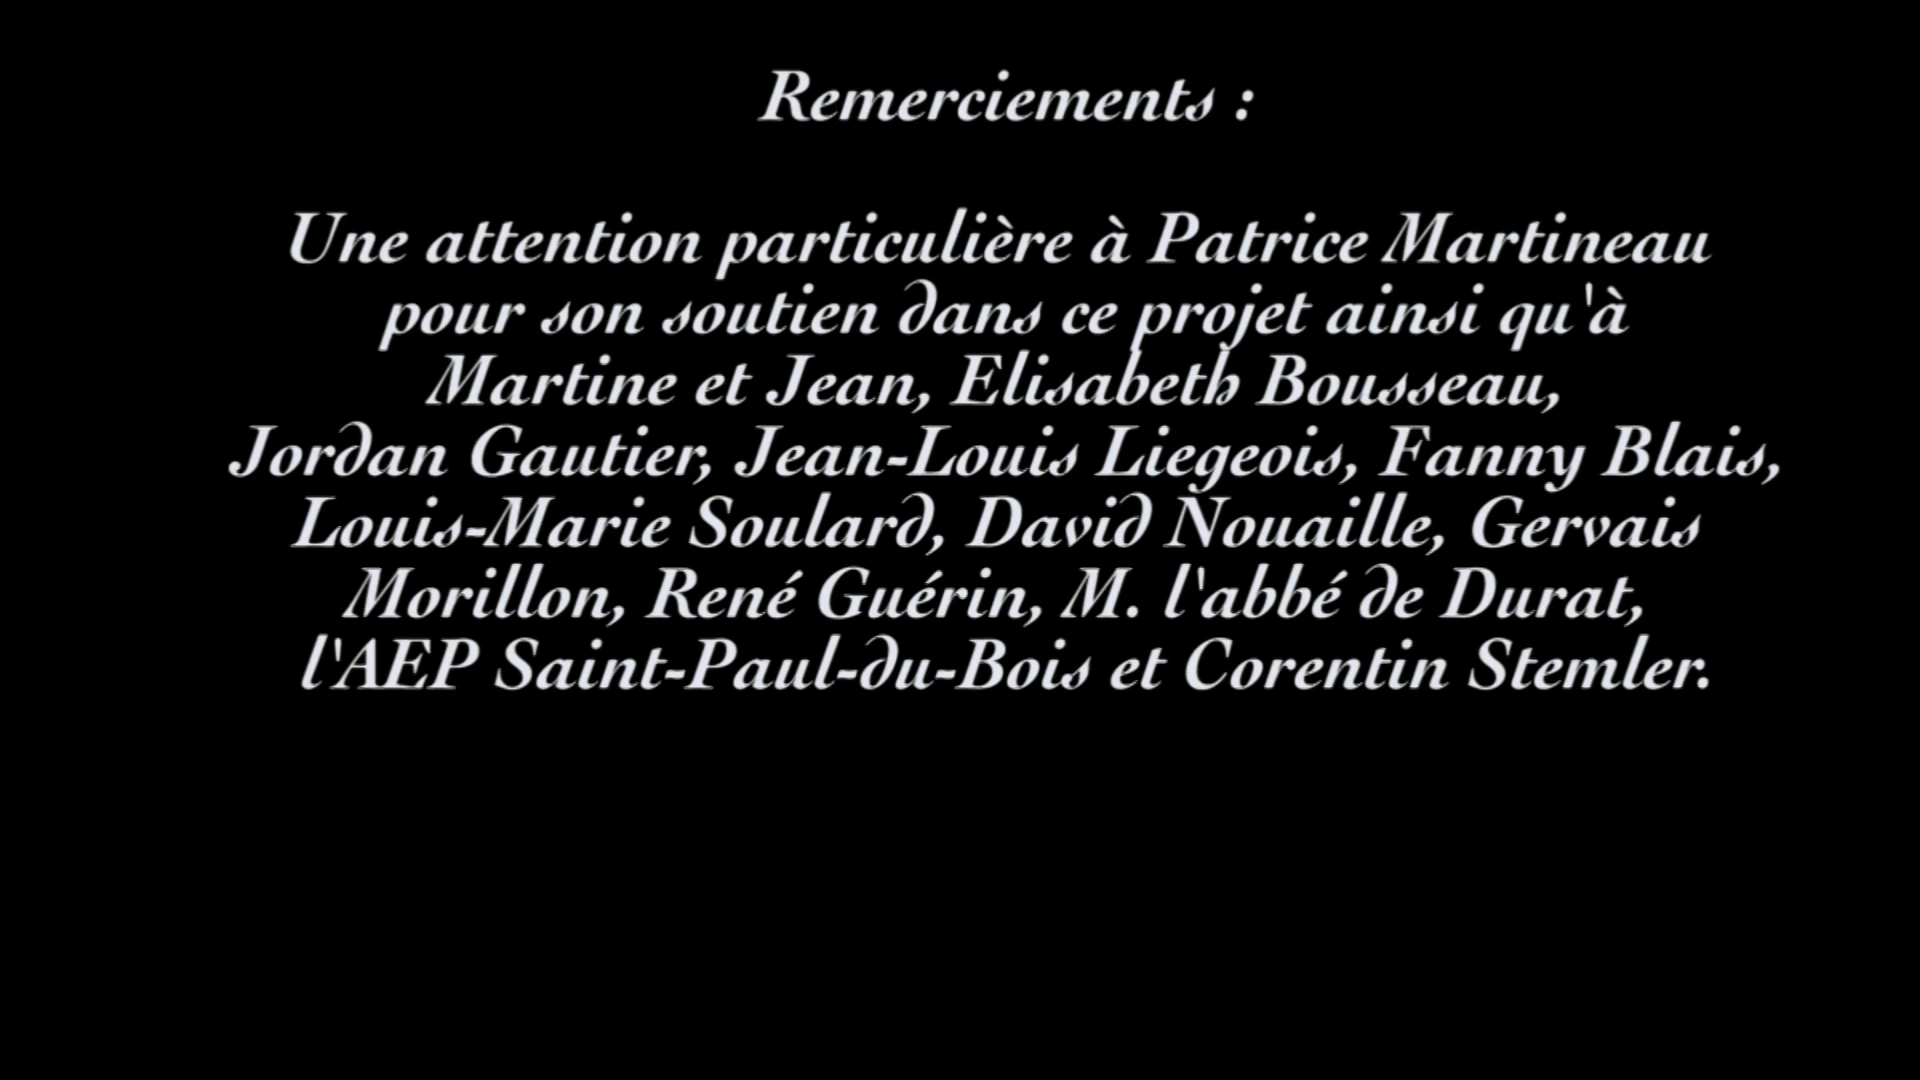 Remerciements :
Une attention particulière à Patrice Martineau
pour son soutien dans ce projet ainsi qu'à
Martine et Jean, Elisabeth Bousseau,
Jordan Gautier, Jean-Louis Liegeois, Fanny Blais,
Louis-Marie Soulard, David Nouaille, Gervais
Morillon, René Guérin, M. l'abbé de Durat,
l'AEP Saint-Paul-du-Bois et Corentin Stemler.